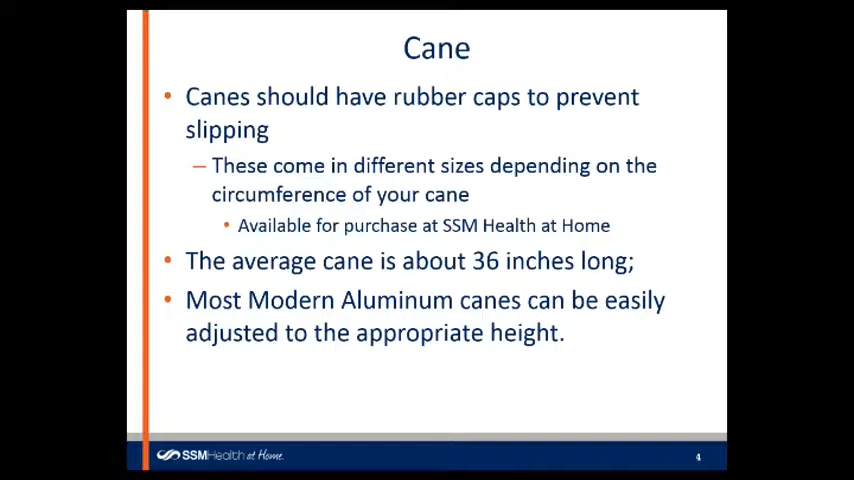 Cane
• Canes should have rubber caps to prevent
slipping
– These come in different sizes depending on the
circumference of your cane
• Available for purchase at SSM Health at Home
• The average cane is about 36 inches long;
• Most Modern Aluminum canes can be easily
adjusted to the appropriate height.
SSMHealth at Home.
4